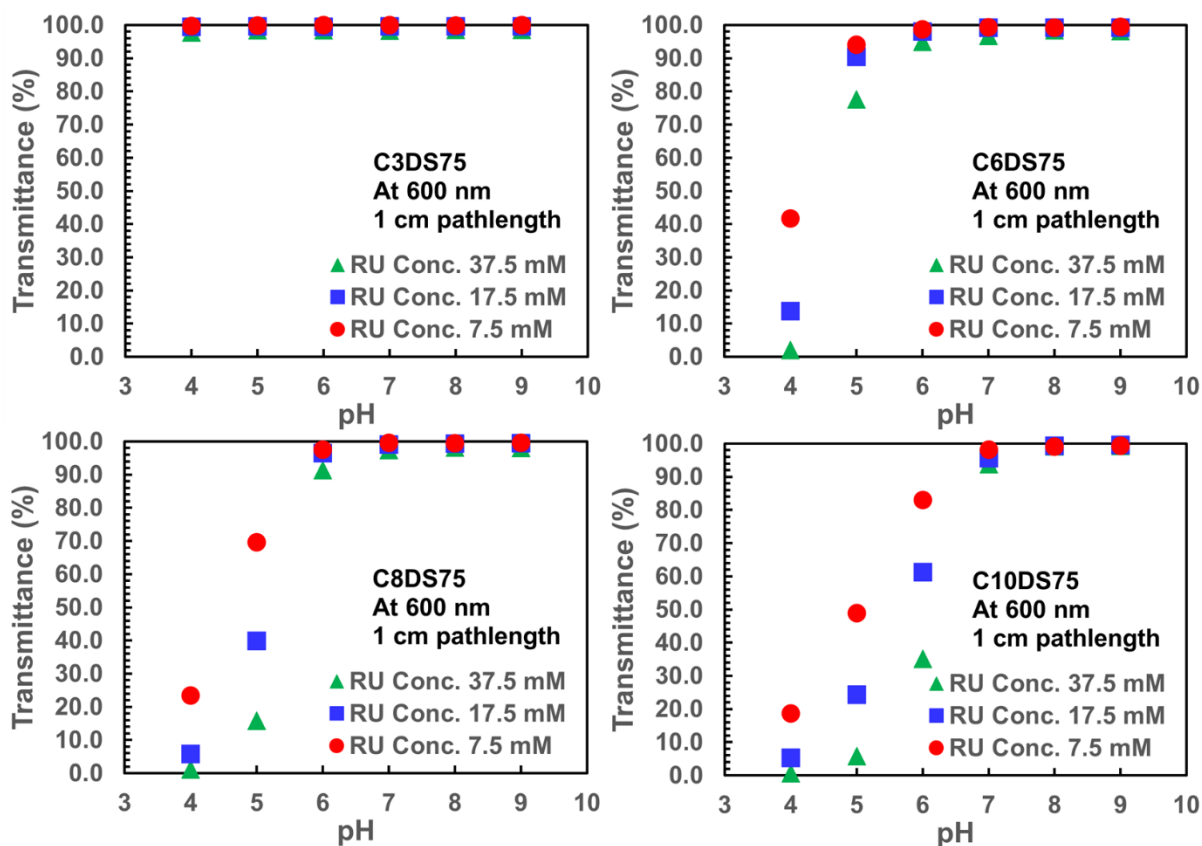 100.0
90.0
80.0
70.0
60.0
50.0
40.0
30.0
20.0
10.0
0.0
Transmittance (%)
C3DS75
At 600 nm
1 cm pathlength
RU Conc. 37.5 mM
RU Conc. 17.5 mM
RU Conc. 7.5 mM
3 4 5 6 7 8 9 10
pH
100.0
90.0
80.0
70.0
60.0
50.0
40.0
30.0
20.0
10.0
0.0
Transmittance (%)
C6DS75
At 600 nm
1 cm pathlength
RU Conc. 37.5 mM
RU Conc. 17.5 mM
RU Conc. 7.5 mM
3 4 5 6 7 8 9 10
pH
100.0
90.0
80.0
70.0
60.0
50.0
40.0
30.0
20.0
10.0
0.0
Transmittance (%)
C8DS75
At 600 nm
1 cm pathlength
RU Conc. 37.5 mM
RU Conc. 17.5 mM
RU Conc. 7.5 mM
3 4 5 6 7 8 9 10
pH
100.0
90.0
80.0
70.0
60.0
50.0
40.0
30.0
20.0
10.0
0.0
Transmittance (%)
C10DS75
At 600 nm
1 cm pathlength
RU Conc. 37.5 mM
RU Conc. 17.5 mM
RU Conc. 7.5 mM
3 4 5 6 7 8 9 10
pH